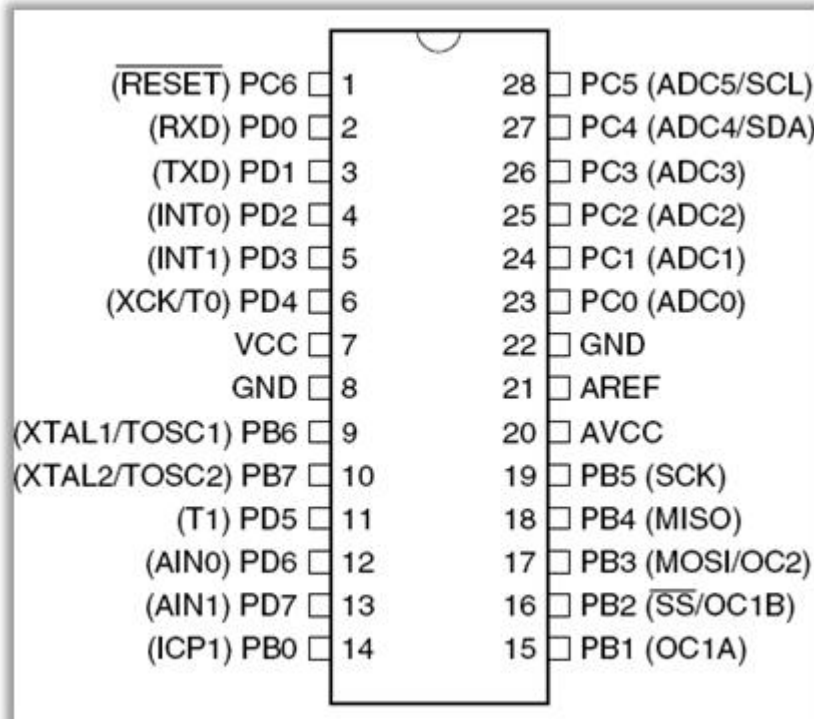 (RESET) PC6 1 28 PC5 (ADC5/SCL)
(RXD) PD0 2 27 PC4 (ADC4/SDA)
(TXD) PD1 3 26 PC3 (ADC3)
(INT0) PD2 4 25 PC2 (ADC2)
(INT1) PD3 5 24 PC1 (ADC1)
(XCK/T0) PD4 6 23 PC0 (ADC0)
VCC 7 22 GND
GND 8 21 AREF
(XTAL1/TOSC1) PB6 9 20 AVCC
(XTAL2/TOSC2) PB7 10 19 PB5 (SCK)
(T1) PD5 11 18 PB4 (MISO)
(AIN0) PD6 12 17 PB3 (MOSI/OC2)
(AIN1) PD7 13 16 PB2 (SS/OC1B)
(ICP1) PB0 14 15 PB1 (OC1A)